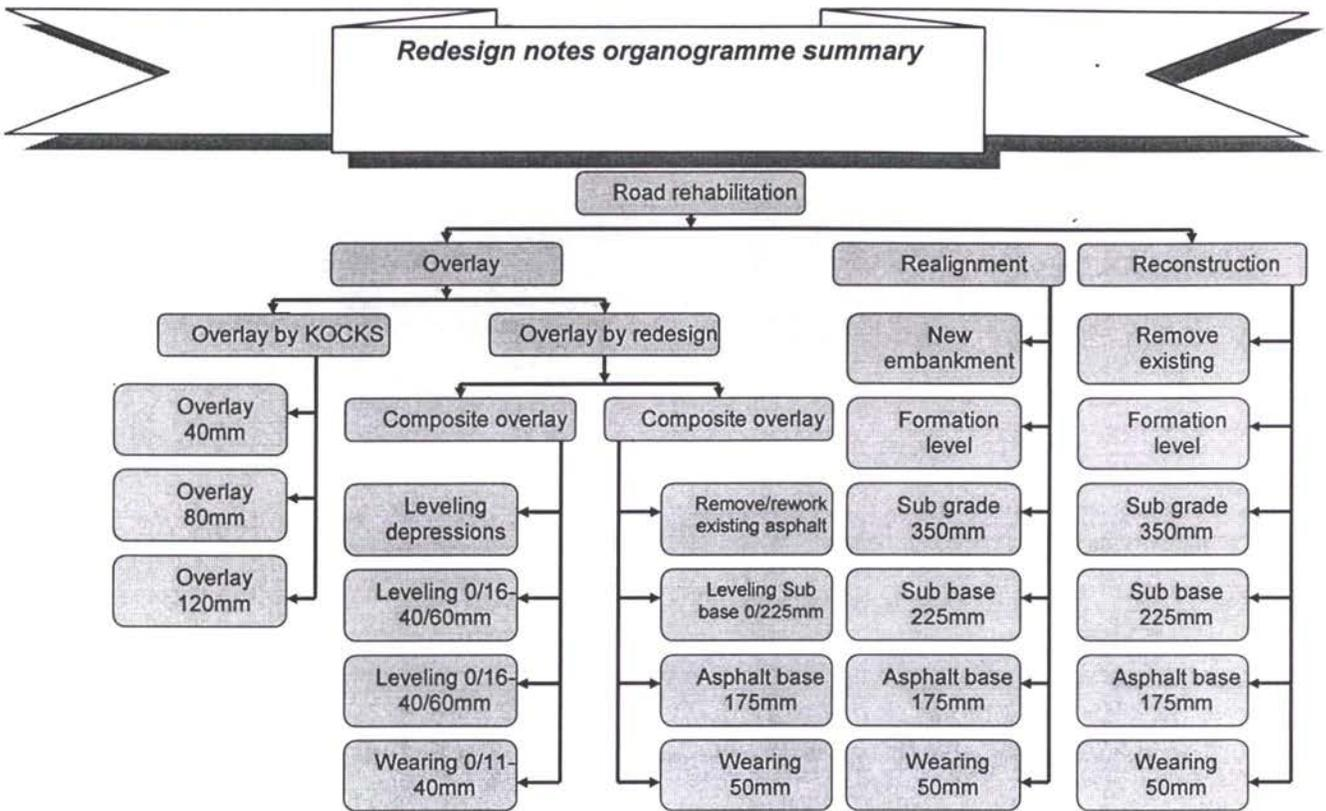 Redesign notes organogramme summary
Road rehabilitation
Overlay
Realignment
Reconstruction
Overlay by KOCKS
Overlay by redesign
Overlay
40mm
Overlay
80mm
Overlay
120mm
Composite overlay
Leveling
depressions
Leveling 0/16-
40/60mm
Leveling 0/16-
40/60mm
Wearing 0/11-
40mm
Composite overlay
Remove/rework
existing asphalt
Leveling Sub
base 0/225mm
Asphalt base
175mm
Wearing
50mm
New
embankment
Formation
level
Sub grade
350mm
Sub base
225mm
Asphalt base
175mm
Wearing
50mm
Remove
existing
Formation
level
Sub grade
350mm
Sub base
225mm
Asphalt base
175mm
Wearing
50mm